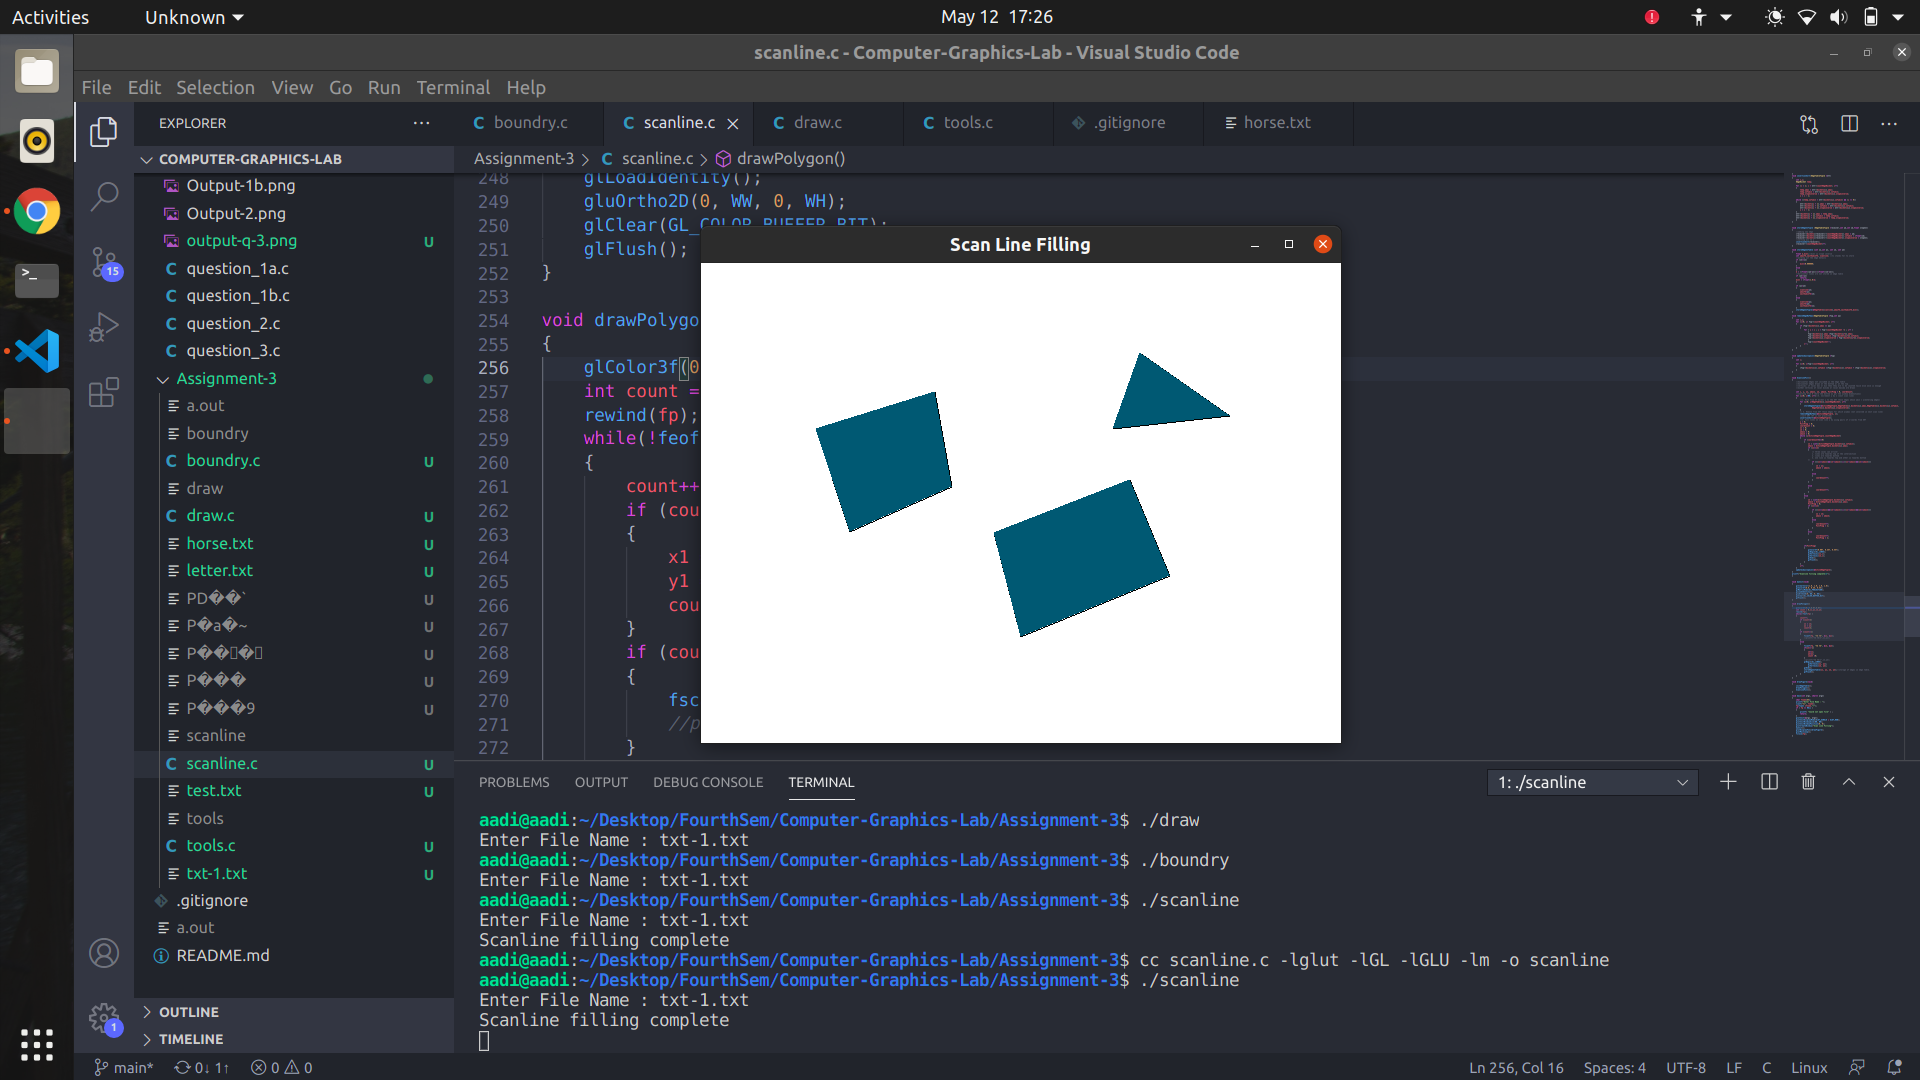 Activities
Unknown
May 12 17:26
scanline.c - Computer-Graphics-Lab - Visual Studio Code
File Edit Selection View Go Run Terminal Help
EXPLORER
COMPUTER-GRAPHICS-LAB
Output-1b.png
Output-2.png
output-q-3.png U
question_1a.c
question_1b.c
question_2.c
question_3.c
Assignment-3
a.out
boundry
boundry.c U
draw
draw.c U
horse.txt U
letter.txt U
PD��` U
P�a�~ U
U
P��� U
P���9 U
scanline
scanline.c U
test.txt U
tools
tools.c U
txt-1.txt U
.gitignore
a.out
README.md
OUTLINE
TIMELINE
15
1
boundry.c
scanline.c
draw.c
tools.c
.gitignore
horse.txt
Assignment-3 > scanline.c > drawPolygon()
248 glLoadIdentity();
249 gluOrtho2D(0, WW, 0, WH);
250 glClear(GL_COLOR_BUFFER_BIT);
251 glFlush();
252 }
253
254 void drawPolygo
255 {
256 glColor3f(0
257 int count =
258 rewind(fp);
259 while(!feof
260 {
261 count++
262 if (cou
263 {
264 x1
265 y1
266 cou
267 }
268 if (cou
269 {
270 fsc
271 //p
272 }
Scan Line Filling
PROBLEMS OUTPUT DEBUG CONSOLE TERMINAL
1: ./scanline
aadi@aadi:~/Desktop/FourthSem/Computer-Graphics-Lab/Assignment-3$ ./draw
Enter File Name : txt-1.txt
aadi@aadi:~/Desktop/FourthSem/Computer-Graphics-Lab/Assignment-3$ ./boundry
Enter File Name : txt-1.txt
aadi@aadi:~/Desktop/FourthSem/Computer-Graphics-Lab/Assignment-3$ ./scanline
Enter File Name : txt-1.txt
Scanline filling complete
aadi@aadi:~/Desktop/FourthSem/Computer-Graphics-Lab/Assignment-3$ cc scanline.c -lglut -lGL -lGLU -lm -o scanline
aadi@aadi:~/Desktop/FourthSem/Computer-Graphics-Lab/Assignment-3$ ./scanline
Enter File Name : txt-1.txt
Scanline filling complete
main* 0↓ 1↑ 0 0
Ln 256, Col 16 Spaces: 4 UTF-8 LF C Linux